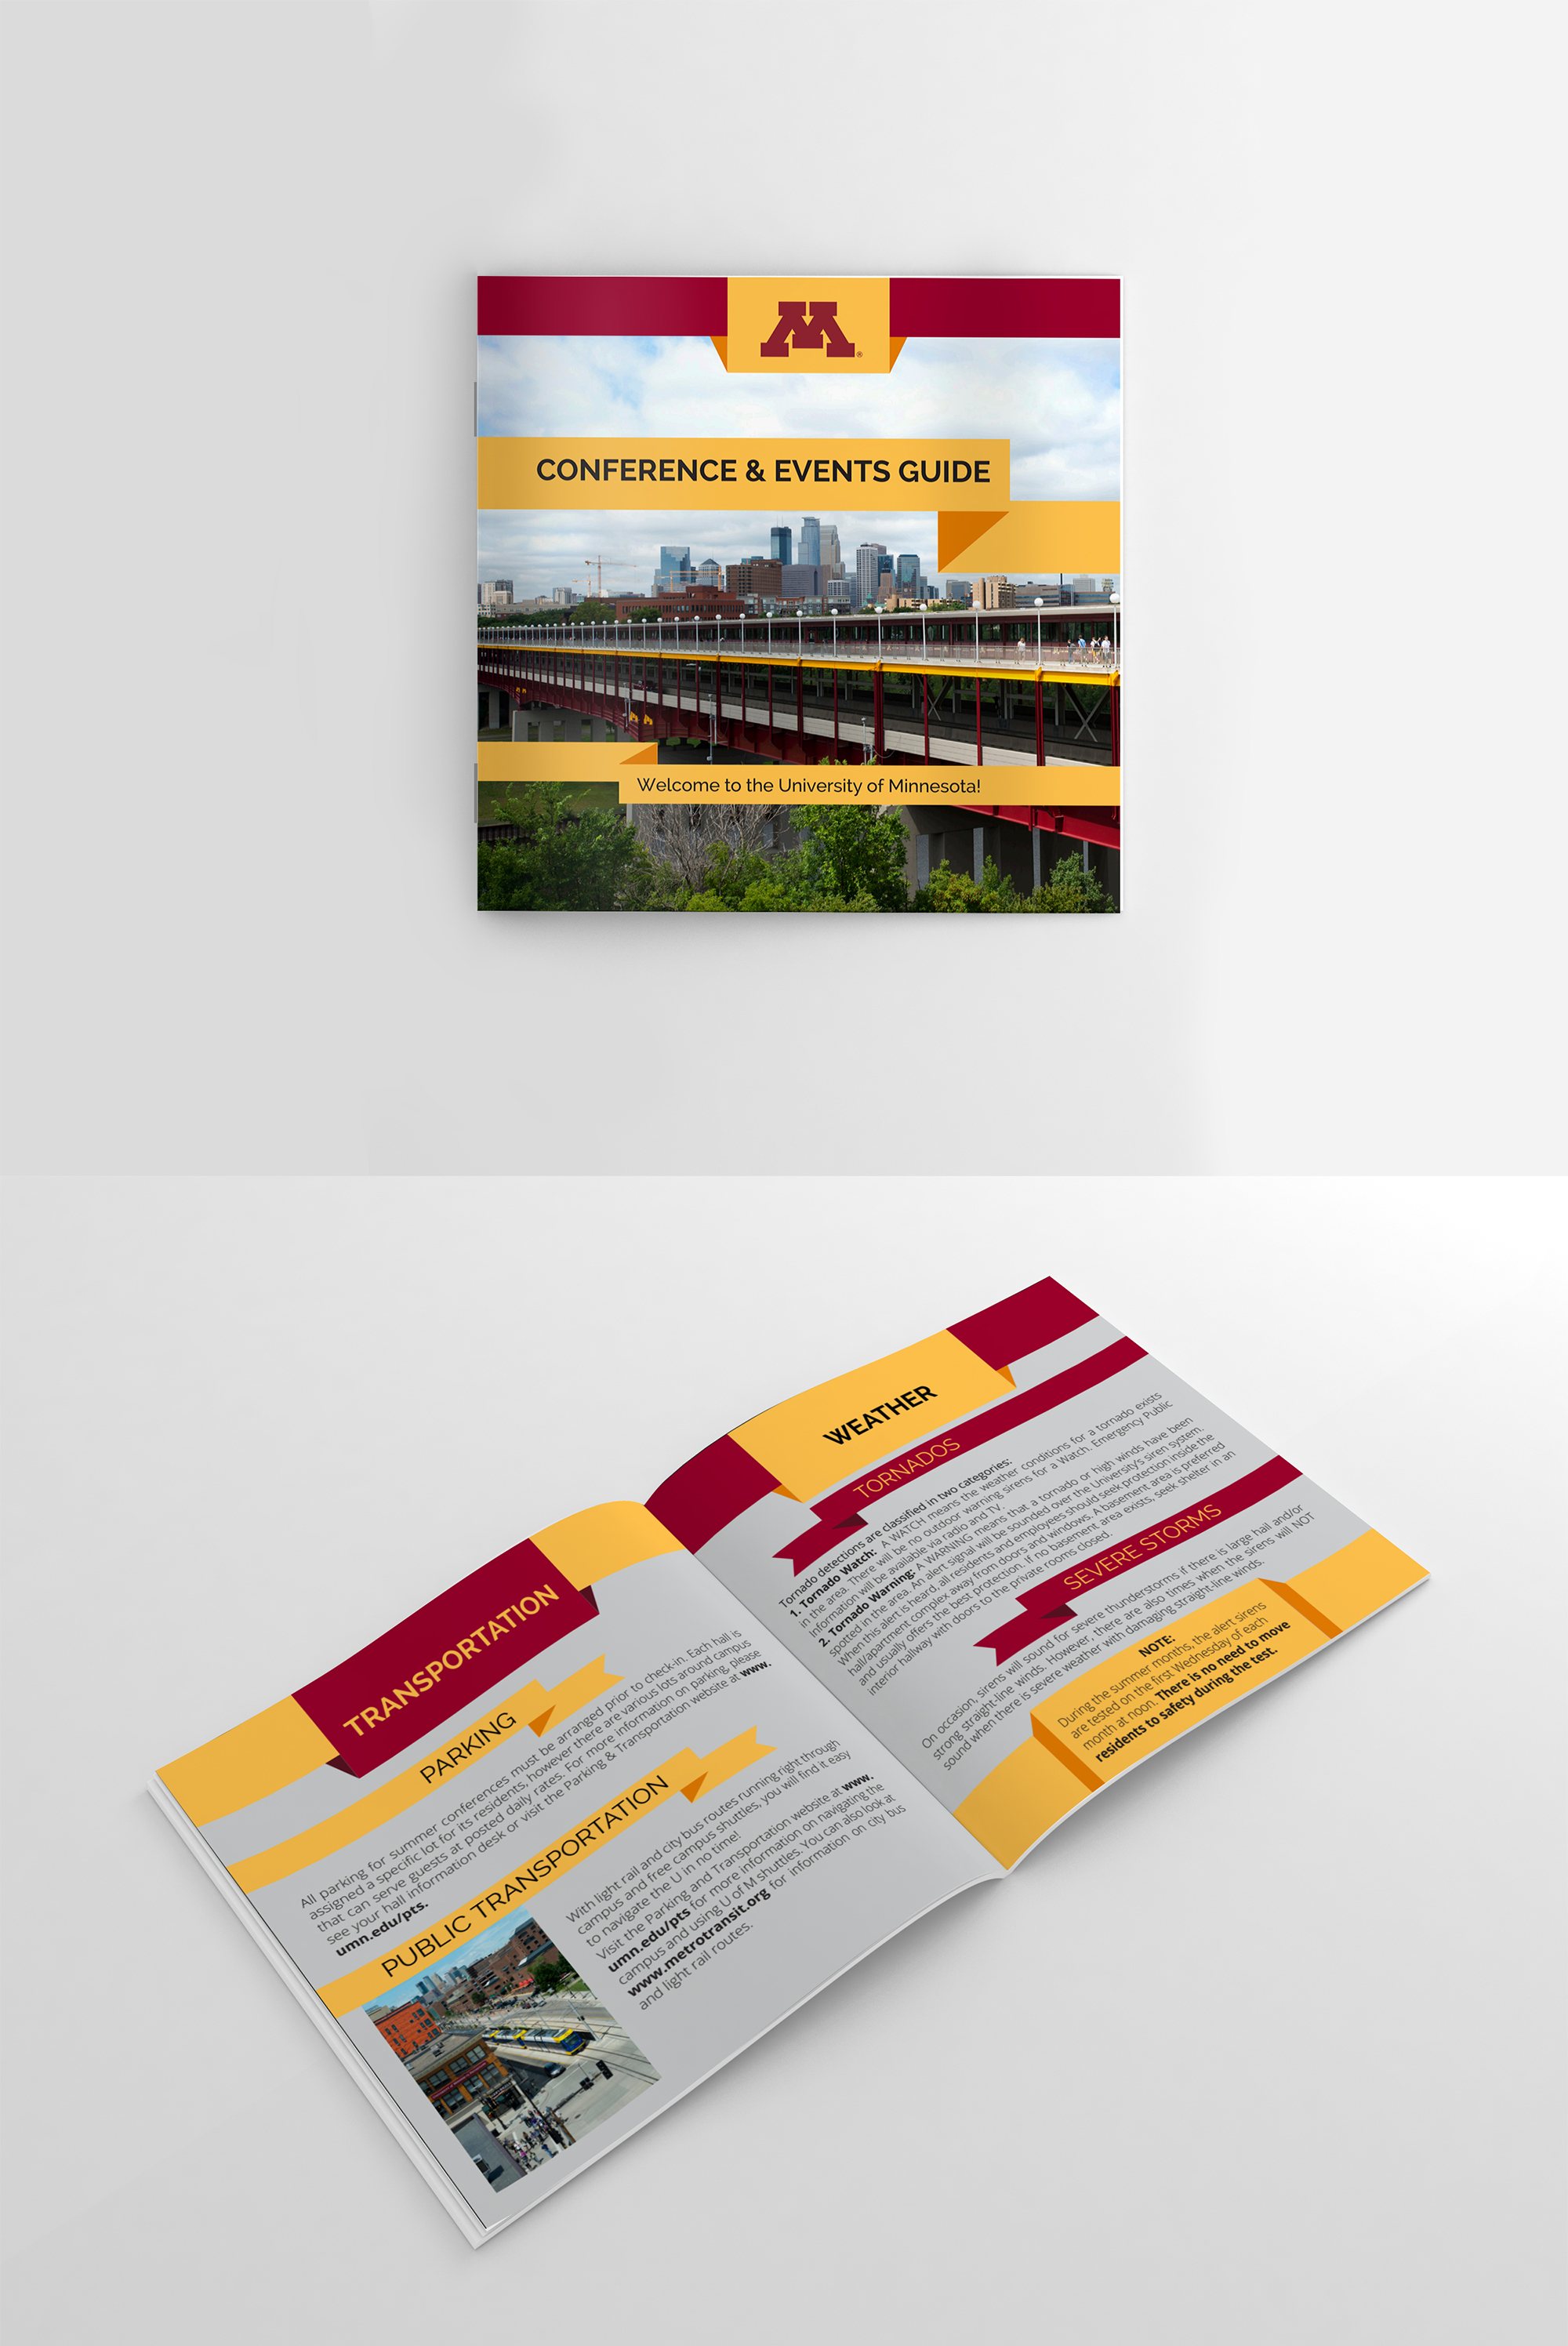 M®
CONFERENCE & EVENTS GUIDE
Welcome to the University of Minnesota!
TRANSPORTATION
PARKING
All parking for summer conferences must be arranged prior to check-in. Each hall is
assigned a specific lot for its residents, however there are various lots around campus
that can serve guests at posted daily rates. For more information on parking, please
see your hall information desk or visit the Parking & Transportation website at www.
umn.edu/pts.
PUBLIC TRANSPORTATION
With light rail and city bus routes running right through
campus and free campus shuttles, you will find it easy
to navigate the U in no time!
Visit the Parking and Transportation website at www.
umn.edu/pts for more information on navigating the
campus and using U of M shuttles. You can also look at
www.metrotransit.org for information on city bus
and light rail routes.
WEATHER
TORNADOS
Tornado detections are classified in two categories:
1. Tornado Watch: A WATCH means the weather conditions for a tornado exists
in the area. There will be no outdoor warning sirens for a Watch. Emergency Public
Information will be available via radio and TV.
2. Tornado Warning: A WARNING means that a tornado or high winds have been
spotted in the area. An alert signal will be sounded over the University's siren system.
When this alert is heard, all residents and employees should seek protection inside the
hall/apartment complex away from doors and windows. A basement area is preferred
and usually offers the best protection. If no basement area exists, seek shelter in an
interior hallway with doors to the private rooms closed.
SEVERE STORMS
On occasion, sirens will sound for severe thunderstorms if there is large hail and/or
strong straight-line winds. However, there are also times when the sirens will NOT
sound when there is severe weather with damaging straight-line winds.
NOTE:
During the summer months, the alert sirens
are tested on the first Wednesday of each
month at noon. There is no need to move
residents to safety during the test.